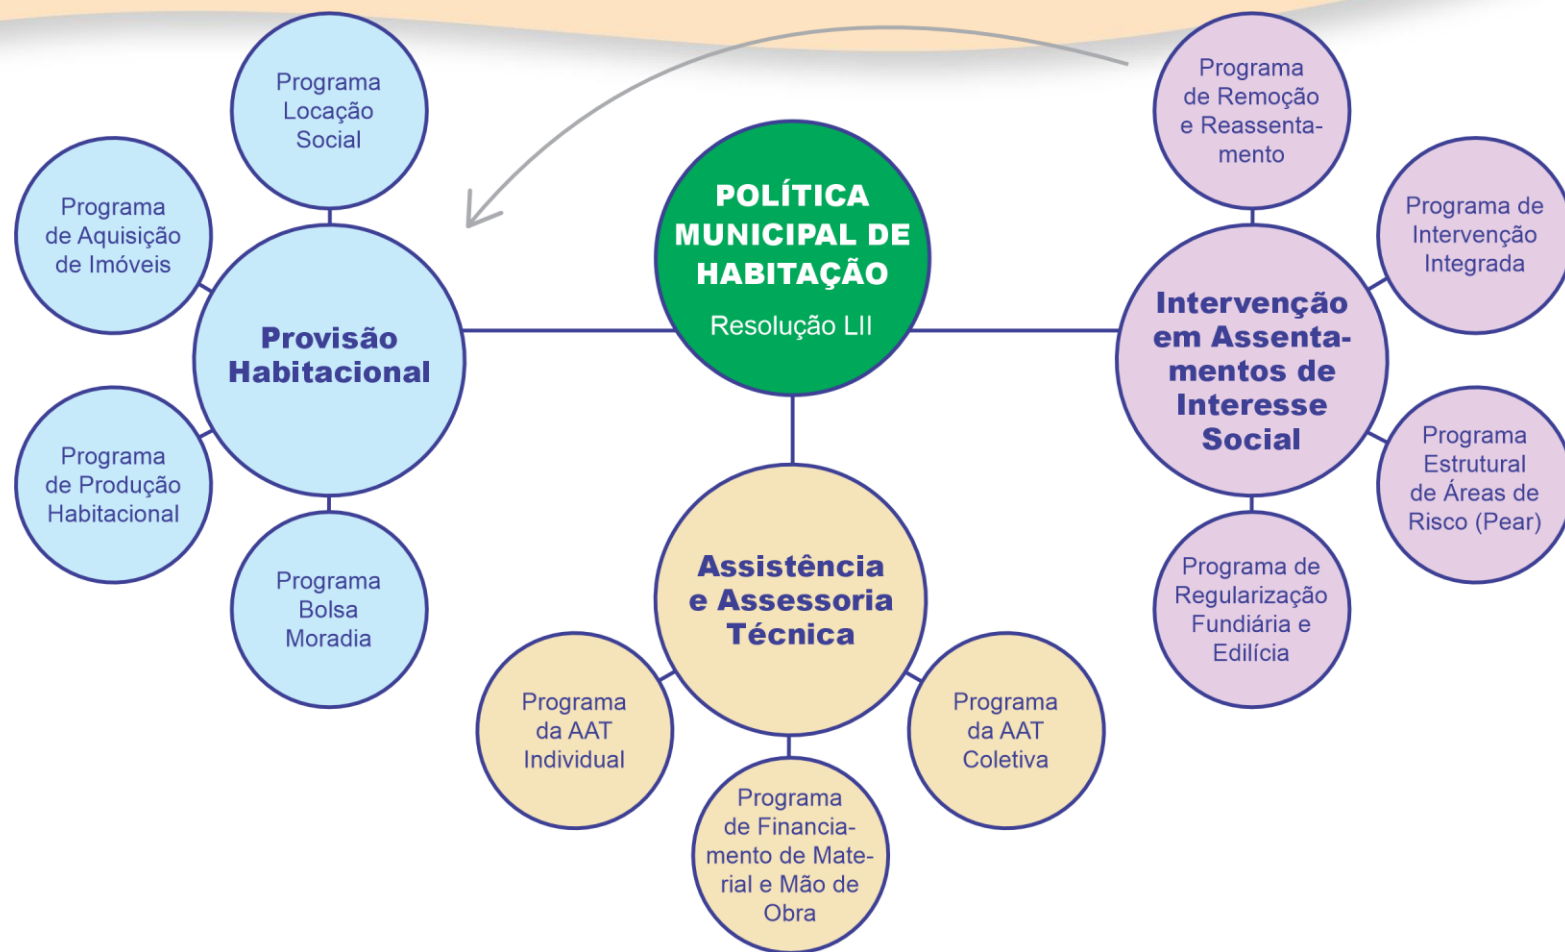 POLÍTICA
MUNICIPAL DE
HABITAÇÃO
Resolução LII
Provisão
Habitacional
Programa
Locação
Social
Programa
de Aquisição
de Imóveis
Programa
de Produção
Habitacional
Programa
Bolsa
Moradia
Assistência
e Assessoria
Técnica
Programa
da AAT
Individual
Programa
de Financia-
mento de Mate-
rial e Mão de
Obra
Programa
da AAT
Coletiva
Intervenção
em Assenta-
mentos de
Interesse
Social
Programa
de Remoção
e Reassenta-
mento
Programa de
Intervenção
Integrada
Programa
Estrutural
de Áreas de
Risco (Pear)
Programa de
Regularização
Fundiária e
Edilícia